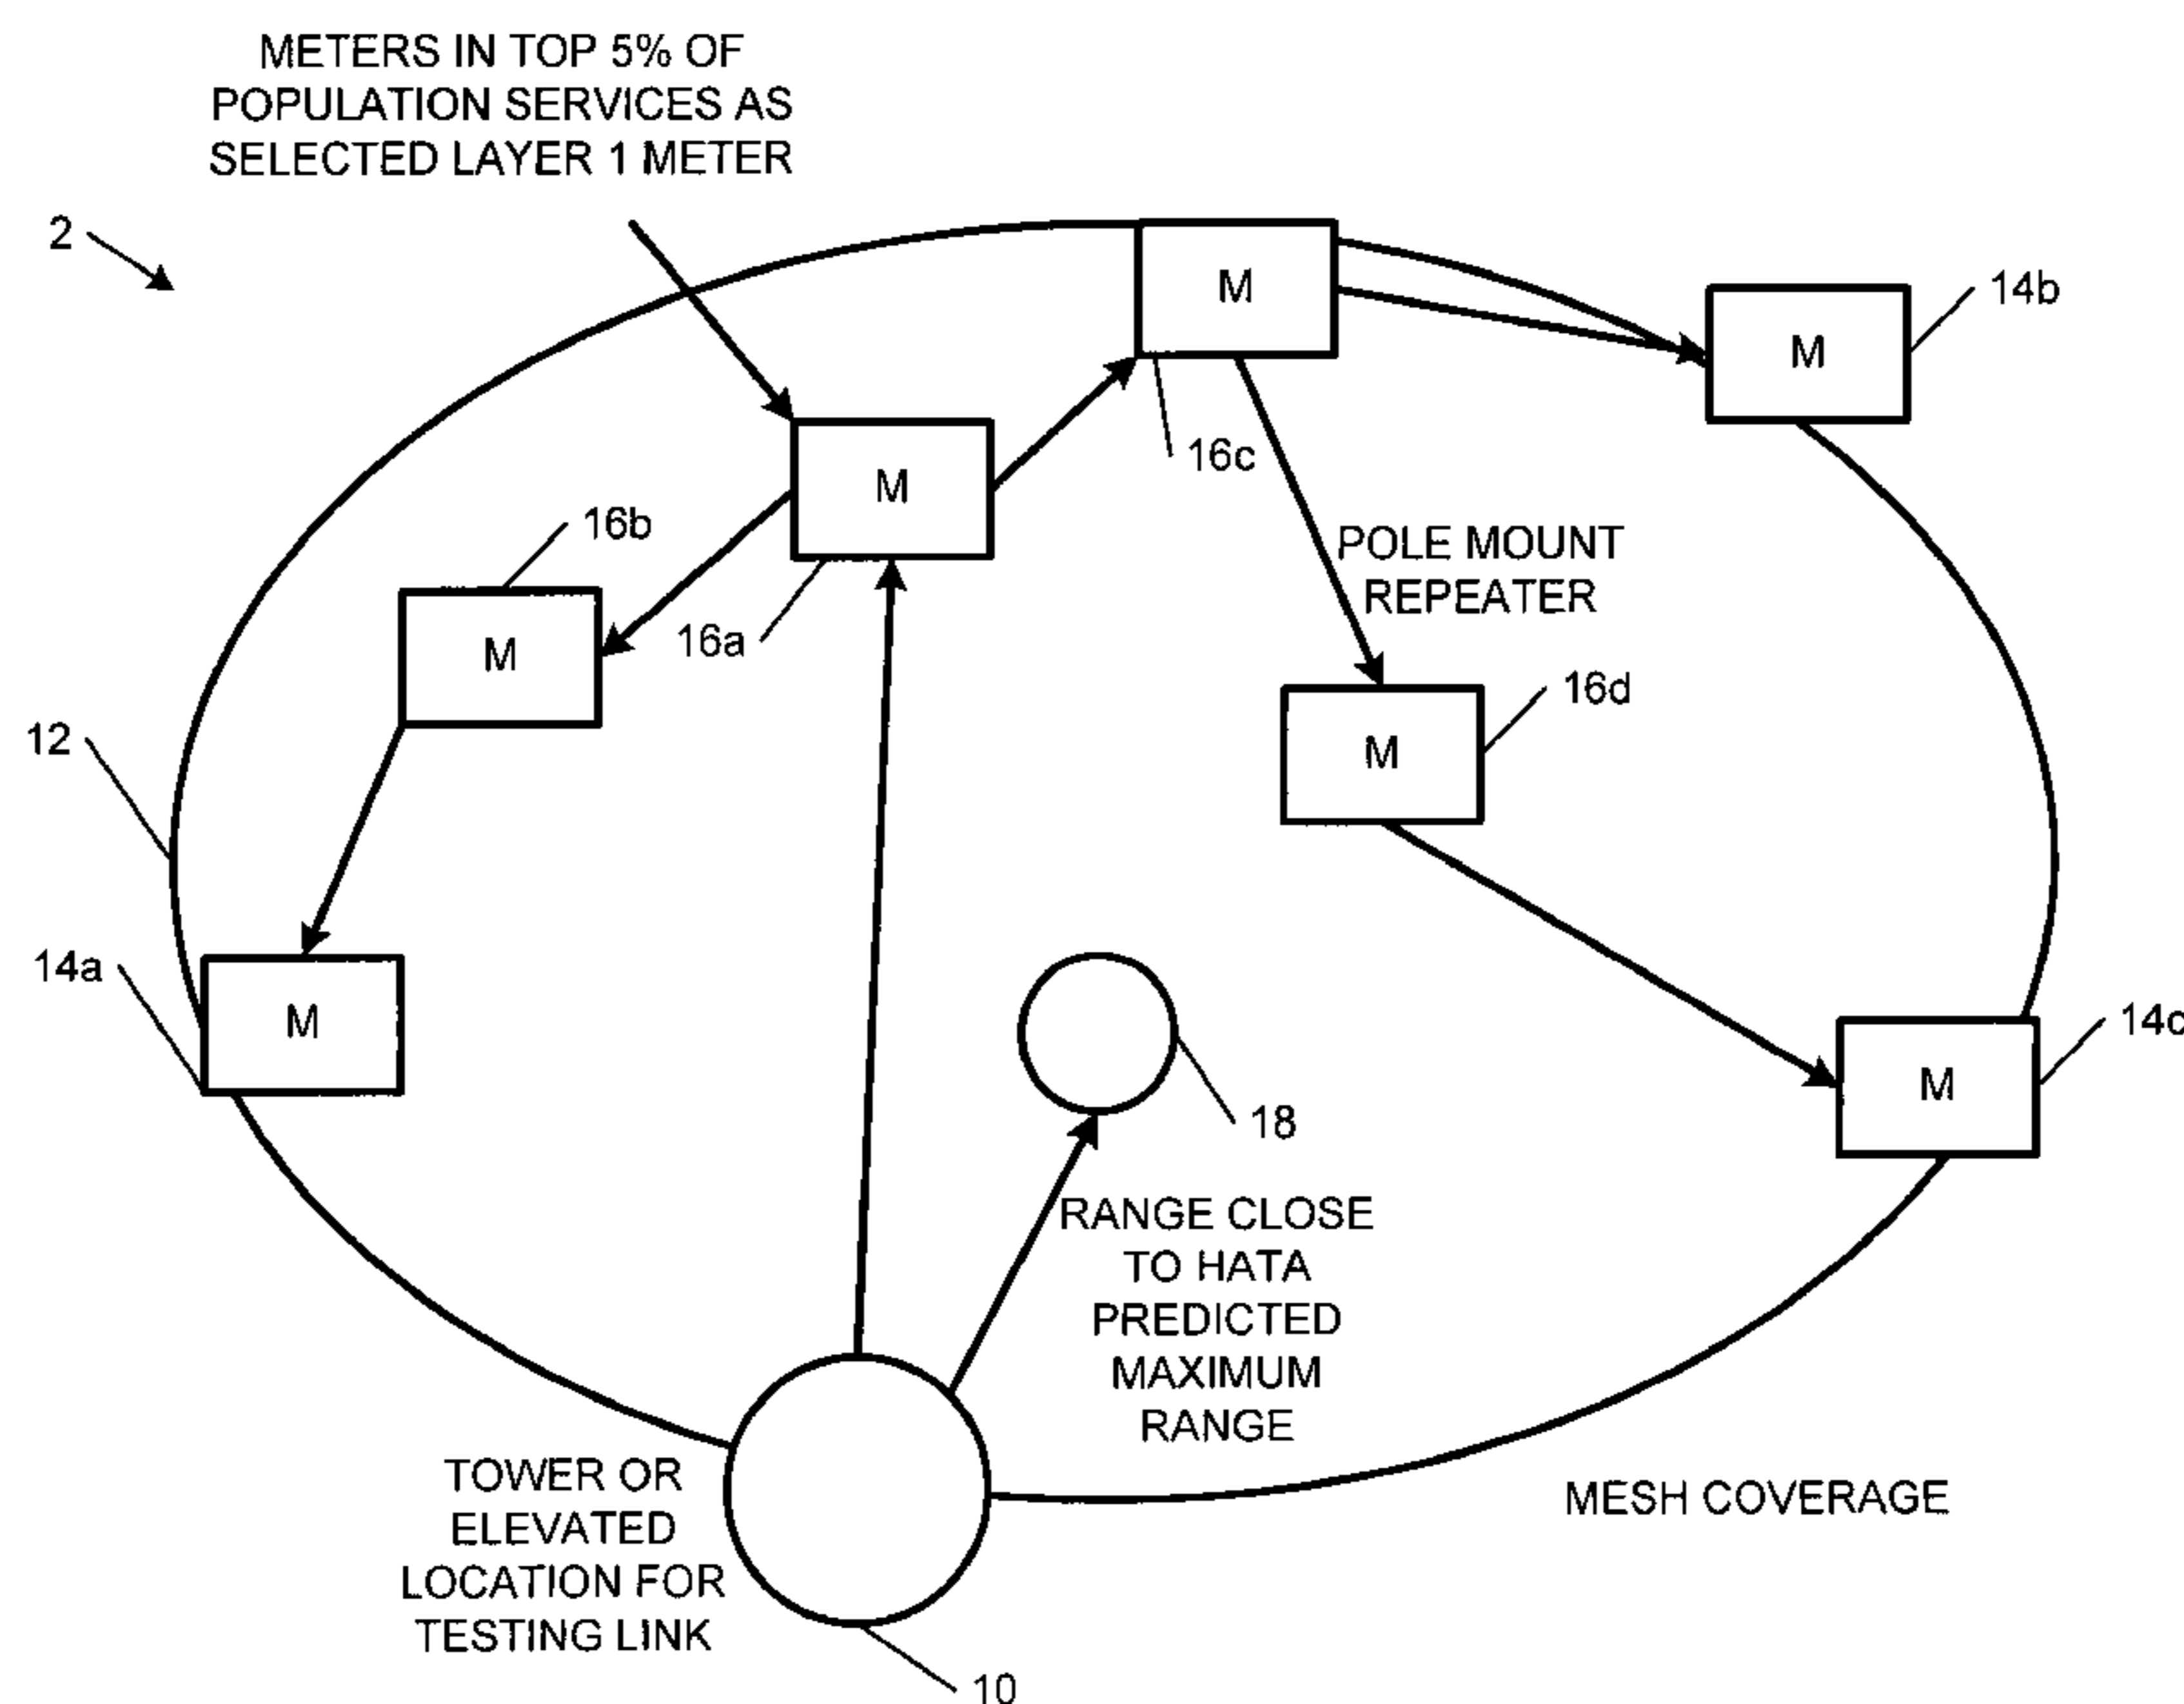 METERS IN TOP 5% OF
POPULATION SERVICES AS
SELECTED LAYER 1 METER
2
M
14b
M
16c
M
16b
POLE MOUNT
REPEATER
16a
M
16d
12
M
14a
M
14c
M
18
RANGE CLOSE
TO HATA
PREDICTED
MAXIMUM
RANGE
TOWER OR
ELEVATED
LOCATION FOR
TESTING LINK
MESH COVERAGE
10